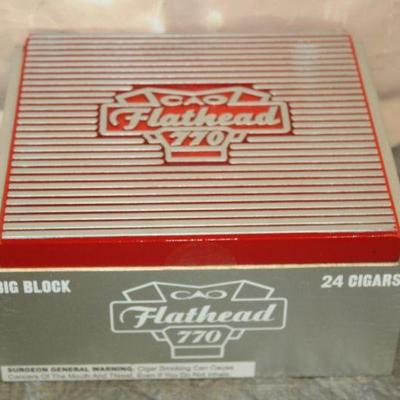 CAO
Flathead
770
BIG BLOCK
24 CIGARS
CAO
Flathead
770
SURGEON GENERAL WARNING: Cigar Smoking Can Cause
Cancers Of The Mouth And Throat, Even If You Do Not Inhale.